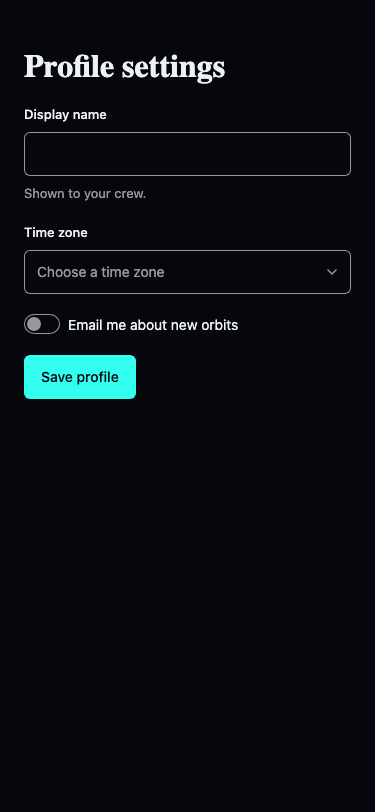 Profile settings
Display name
Shown to your crew.
Time zone
Choose a time zone
Email me about new orbits
Save profile